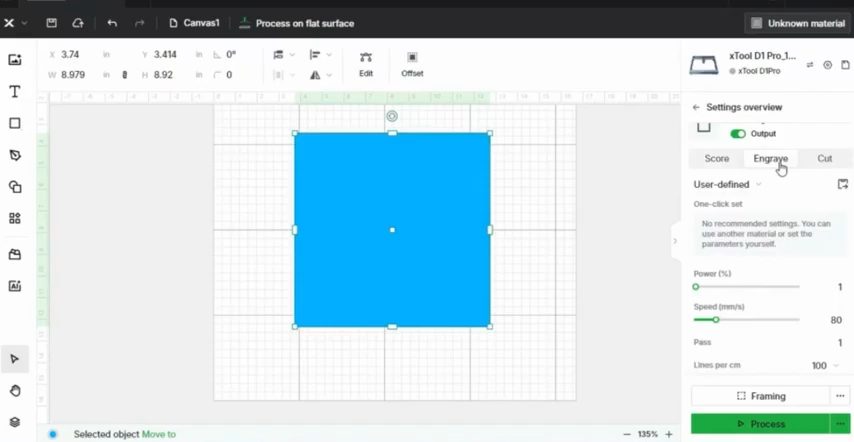 Canvas1
Process on flat surface
Unknown material
X 3.74 in
Y 3.414 in
0°
W 8.979 in
H 8.92 in
0
Edit
Offset
xTool D1 Pro_1...
xTool D1Pro
Settings overview
Output
Score
Engrave
Cut
User-defined
One-click set
No recommended settings. You can
use another material or set the
parameters yourself.
Power (%)
1
Speed (mm/s)
80
Pass
1
Lines per cm
100
Framing
Process
Selected object Move to
135%